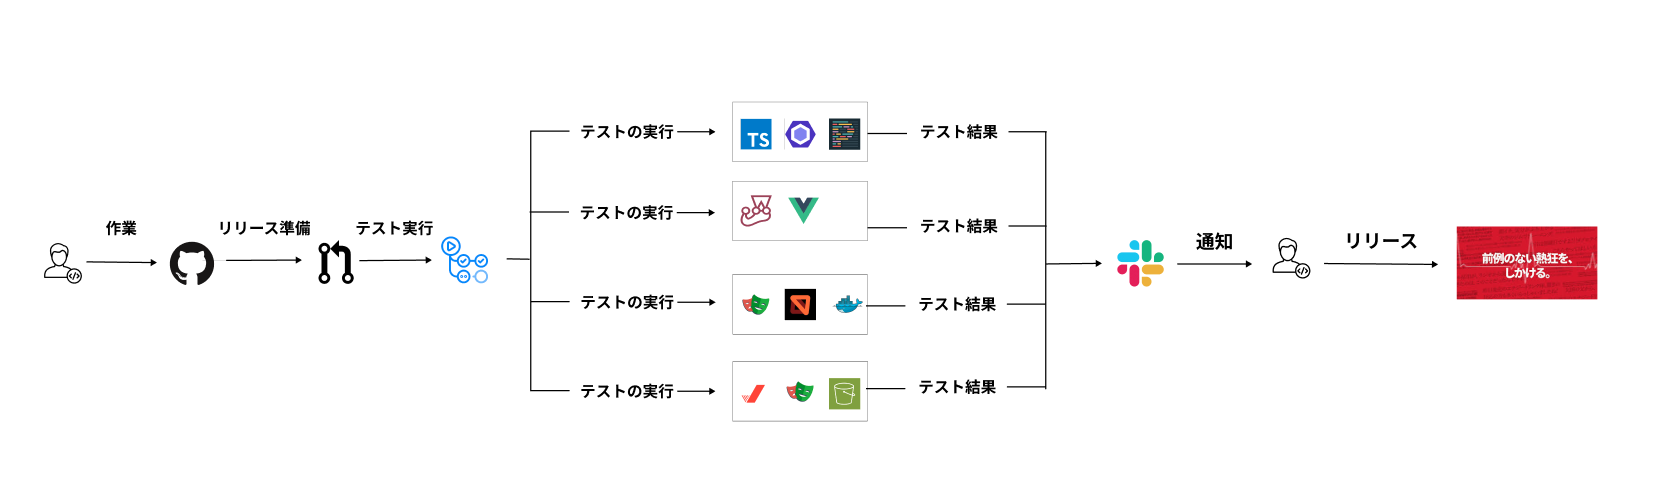 作業
リリース準備
テスト実行
テストの実行
TS
テスト結果
テストの実行
テスト結果
テストの実行
テスト結果
テストの実行
テスト結果
通知
リリース
前例のない熱狂を、
しかける。